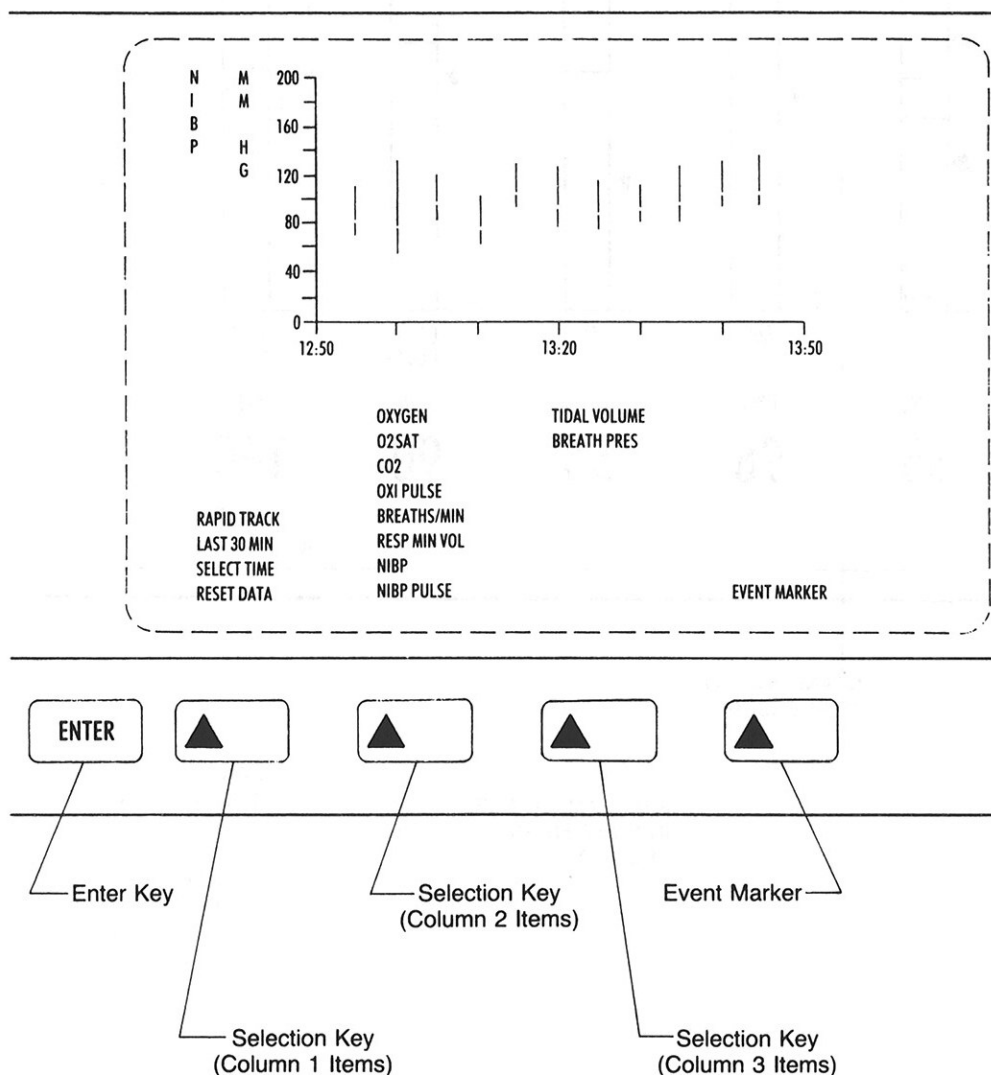 NIBP
MM HG
200
160
120
80
40
0
12:50 13:20 13:50
OXYGEN TIDAL VOLUME
O2SAT BREATH PRES
CO2
OXI PULSE
RAPID TRACK BREATHS/MIN
LAST 30 MIN RESP MIN VOL
SELECT TIME NIBP
RESET DATA NIBP PULSE EVENT MARKER
ENTER
Enter Key
Selection Key
(Column 2 Items)
Event Marker
Selection Key
(Column 1 Items)
Selection Key
(Column 3 Items)